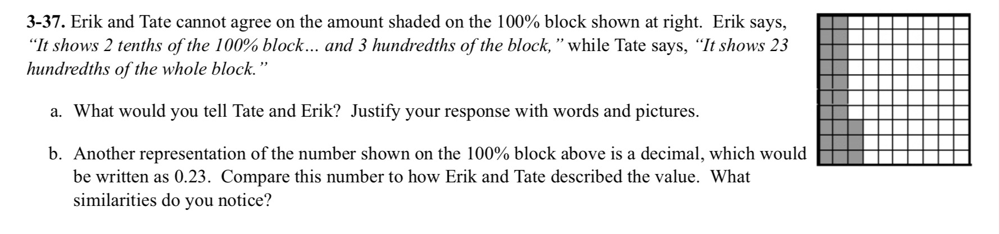 3-37. Erik and Tate cannot agree on the amount shaded on the 100% block shown at right.  Erik says,
“It shows 2 tenths of the 100% block… and 3 hundredths of the block,” while Tate says, “It shows 23
hundredths of the whole block.”
a. What would you tell Tate and Erik?  Justify your response with words and pictures.
b. Another representation of the number shown on the 100% block above is a decimal, which would
be written as 0.23.  Compare this number to how Erik and Tate described the value.  What
similarities do you notice?